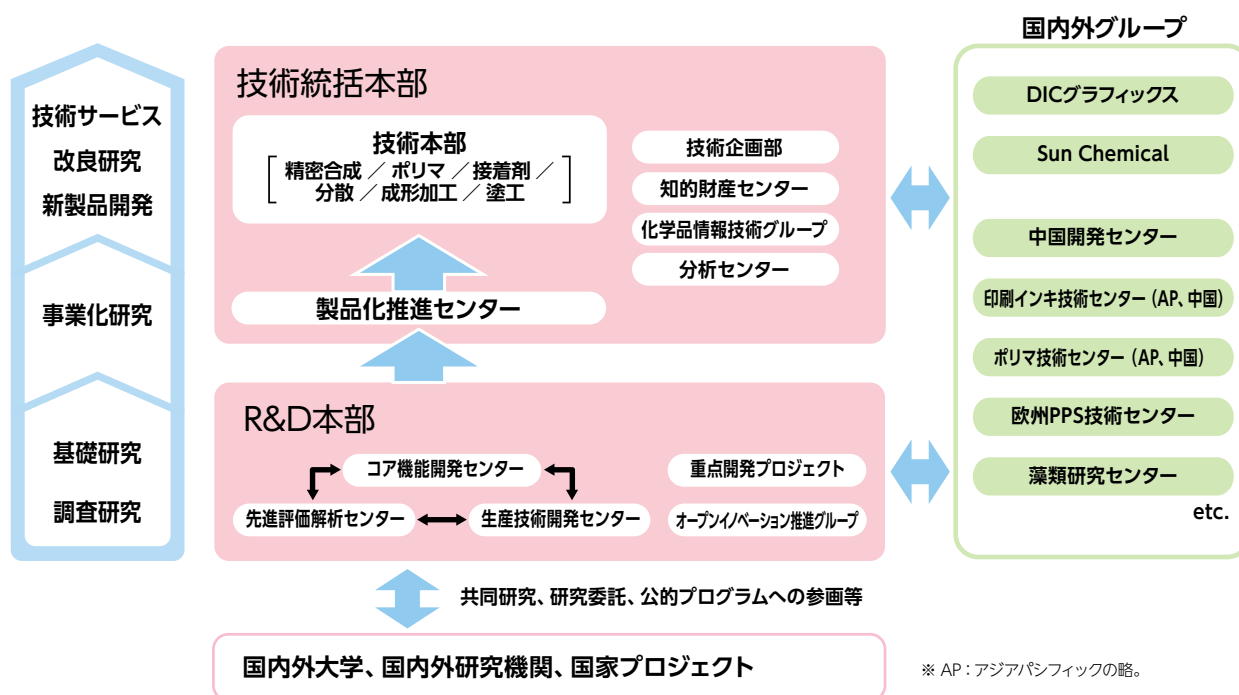 国内外グループ
技術サービス
改良研究
新製品開発
事業化研究
基礎研究
調査研究
技術統括本部
技術本部
精密合成 ／ ポリマ ／ 接着剤 ／
分散 ／ 成形加工 ／ 塗工
技術企画部
知的財産センター
化学品情報技術グループ
分析センター
製品化推進センター
R&D本部
コア機能開発センター
先進評価解析センター
生産技術開発センター
重点開発プロジェクト
オープンイノベーション推進グループ
共同研究、研究委託、公的プログラムへの参画等
国内外大学、国内外研究機関、国家プロジェクト
DICグラフィックス
Sun Chemical
中国開発センター
印刷インキ技術センター（AP、中国）
ポリマ技術センター（AP、中国）
欧州PPS技術センター
藻類研究センター
etc.
※ AP：アジアパシフィックの略。